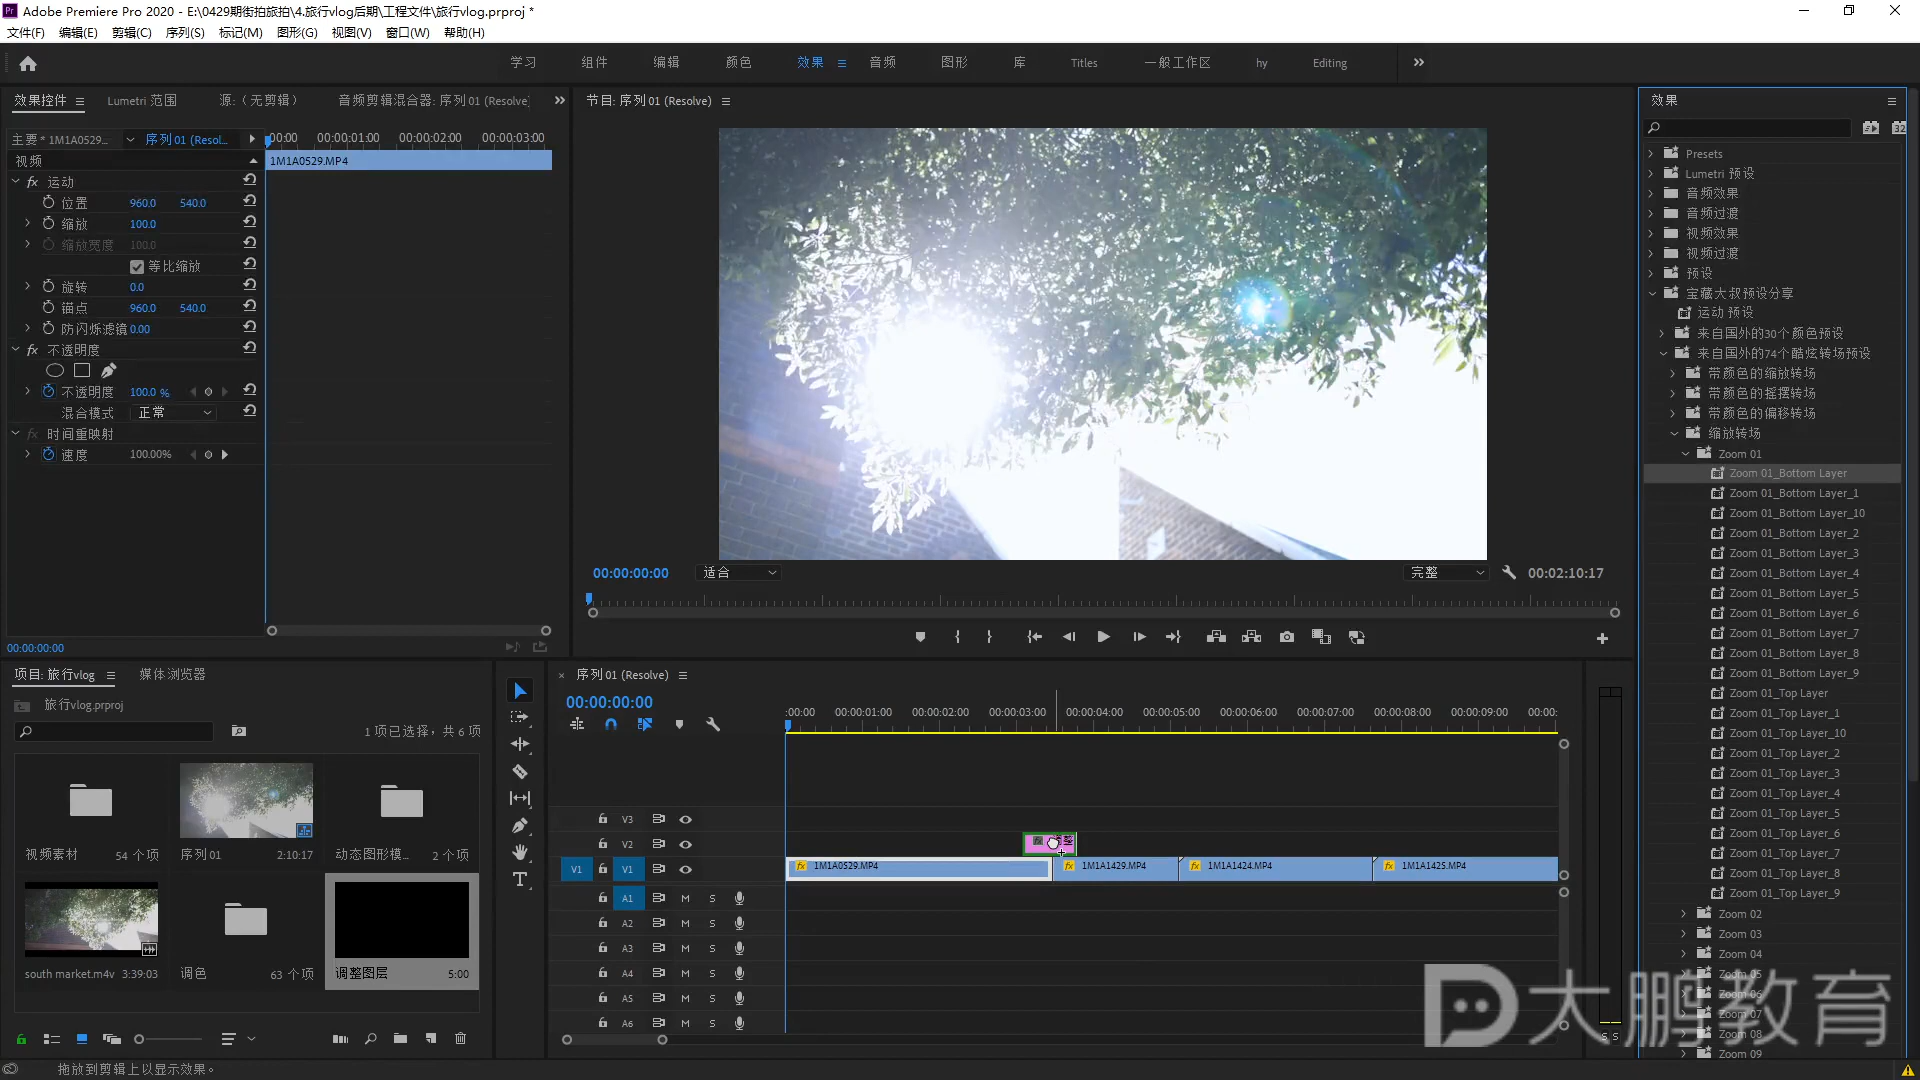 Adobe Premiere Pro 2020 - E:\0429期街拍旅拍\4.旅行vlog后期\工程文件\旅行vlog.prproj *
文件(F) 编辑(E) 剪辑(C) 序列(S) 标记(M) 图形(G) 视图(V) 窗口(W) 帮助(H)
学习 组件 编辑 颜色 效果 音频 图形 库 Titles 一般工作区 hy Editing
效果控件 Lumetri 范围 源:（无剪辑） 音频剪辑混合器: 序列 01 (Resolve)
主要 * 1M1A0529... 序列 01 (Resol...
00:00 00:00:01:00 00:00:02:00 00:00:03:00
视频
1M1A0529.MP4
fx 运动
位置 960.0 540.0
缩放 100.0
缩放宽度 100.0
等比缩放
旋转 0.0
锚点 960.0 540.0
防闪烁滤镜 0.00
fx 不透明度
不透明度 100.0 %
混合模式 正常
fx 时间重映射
速度 100.00%
00:00:00:00
节目: 序列 01 (Resolve)
00:00:00:00 适合 完整 00:02:10:17
项目: 旅行vlog 媒体浏览器
旅行vlog.prproj
1 项已选择，共 6 项
视频素材 54 个项
序列 01 2:10:17
动态图形模... 2 个项
south market.m4v 3:39:03
调色 63 个项
调整图层 5:00
拖放到剪辑上以显示效果。
× 序列 01 (Resolve)
00:00:00:00
:00:00 00:00:01:00 00:00:02:00 00:00:03:00 00:00:04:00 00:00:05:00 00:00:06:00 00:00:07:00 00:00:08:00 00:00:09:00 00:00:
V3
V2
V1 V1
fx 1M1A0529.MP4 fx 1M1A1429.MP4 fx 1M1A1424.MP4 fx 1M1A1425.MP4
A1 M S
A2 M S
A3 M S
A4 M S
A5 M S
A6 M S
S S
效果
Presets
Lumetri 预设
音频效果
音频过渡
视频效果
视频过渡
预设
宝藏大叔预设分享
运动 预设
来自国外的30个颜色预设
来自国外的74个酷炫转场预设
带颜色的缩放转场
带颜色的摇摆转场
带颜色的偏移转场
缩放转场
Zoom 01
Zoom 01_Bottom Layer
Zoom 01_Bottom Layer_1
Zoom 01_Bottom Layer_10
Zoom 01_Bottom Layer_2
Zoom 01_Bottom Layer_3
Zoom 01_Bottom Layer_4
Zoom 01_Bottom Layer_5
Zoom 01_Bottom Layer_6
Zoom 01_Bottom Layer_7
Zoom 01_Bottom Layer_8
Zoom 01_Bottom Layer_9
Zoom 01_Top Layer
Zoom 01_Top Layer_1
Zoom 01_Top Layer_10
Zoom 01_Top Layer_2
Zoom 01_Top Layer_3
Zoom 01_Top Layer_4
Zoom 01_Top Layer_5
Zoom 01_Top Layer_6
Zoom 01_Top Layer_7
Zoom 01_Top Layer_8
Zoom 01_Top Layer_9
Zoom 02
Zoom 03
Zoom 04
Zoom 05
Zoom 06
Zoom 07
Zoom 08
Zoom 09
大鹏教育